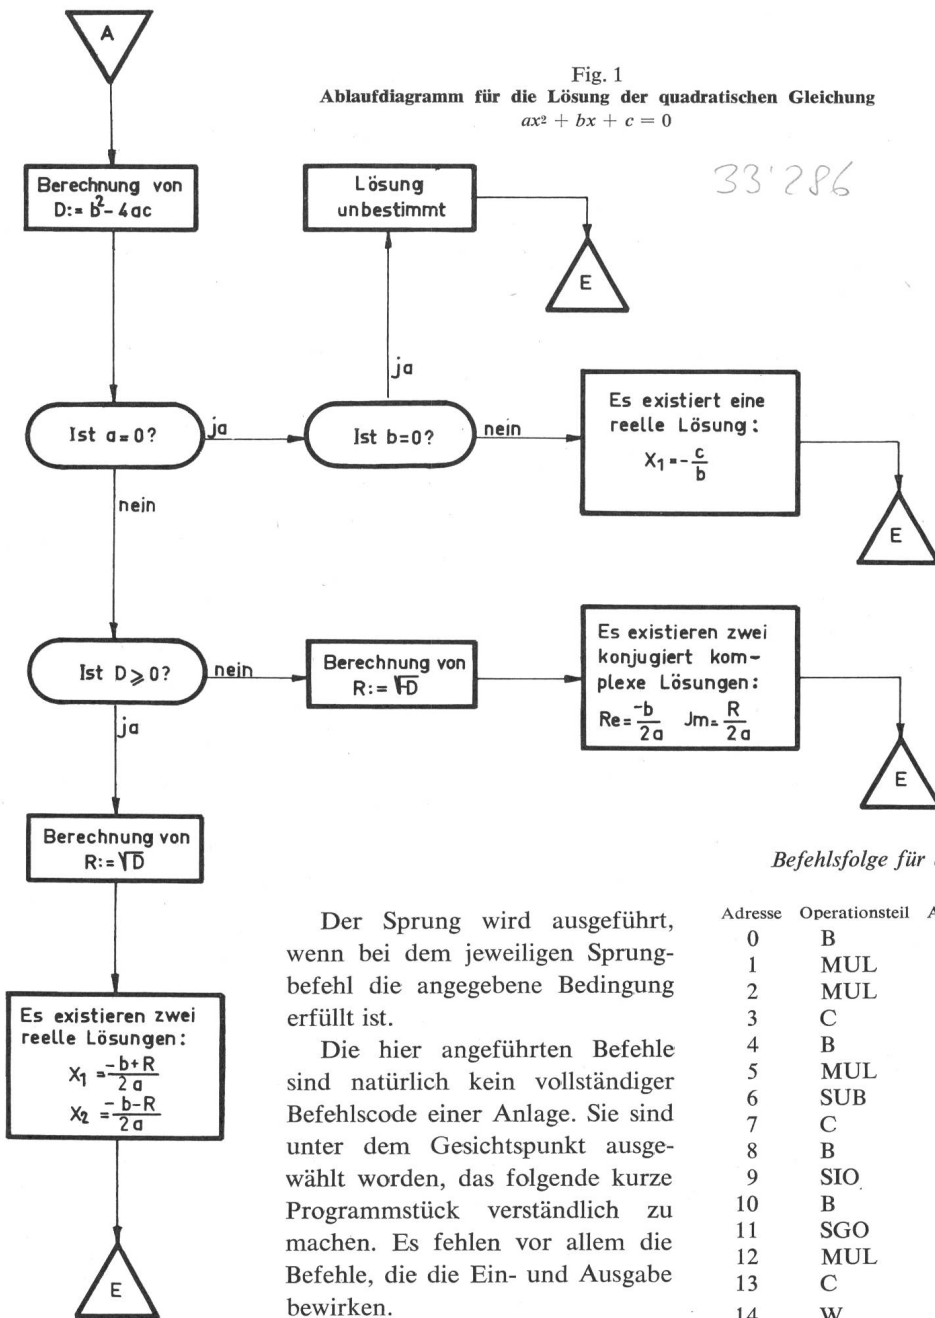 A
Fig. 1
Ablaufdiagramm für die Lösung der quadratischen Gleichung
ax² + bx + c = 0
33'286
Berechnung von
D:= b²- 4ac
Lösung
unbestimmt
E
ja
Ist a=0?
ja
Ist b=0?
nein
Es existiert eine
reelle Lösung:
X₁=-c/b
E
nein
Ist D⩾0?
nein
Berechnung von
R:= √-D
Es existieren zwei
konjugiert kom-
plexe Lösungen:
Re=-b/2a Jm=R/2a
E
ja
Berechnung von
R:=√D
Es existieren zwei
reelle Lösungen:
X₁=-b+R/2a
X₂=-b-R/2a
E
Der Sprung wird ausgeführt,
wenn bei dem jeweiligen Sprung-
befehl die angegebene Bedingung
erfüllt ist.
Die hier angeführten Befehle
sind natürlich kein vollständiger
Befehlscode einer Anlage. Sie sind
unter dem Gesichtspunkt ausge-
wählt worden, das folgende kurze
Programmstück verständlich zu
machen. Es fehlen vor allem die
Befehle, die die Ein- und Ausgabe
bewirken.
Befehlsfolge für
Adresse Operationsteil A
0 B
1 MUL
2 MUL
3 C
4 B
5 MUL
6 SUB
7 C
8 B
9 SIO
10 B
11 SGO
12 MUL
13 C
14 W